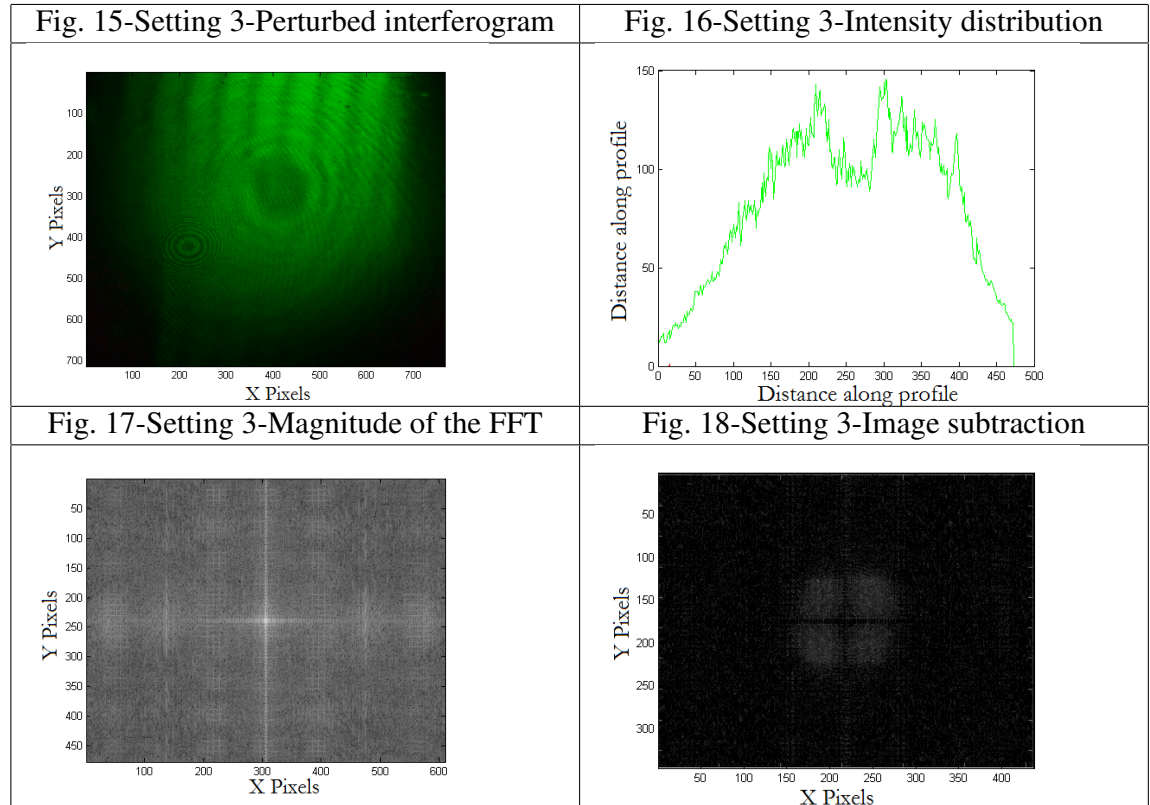 Fig. 15-Setting 3-Perturbed interferogram
Fig. 16-Setting 3-Intensity distribution
100
200
300
400
500
600
700
Y Pixels
100 200 300 400 500 600 700
X Pixels
150
100
50
0
Distance along profile
0 50 100 150 200 250 300 350 400 450 500
Distance along profile
Fig. 17-Setting 3-Magnitude of the FFT
Fig. 18-Setting 3-Image subtraction
50
100
150
200
250
300
350
400
450
Y Pixels
100 200 300 400 500 600
X Pixels
50
100
150
200
250
300
Y Pixels
50 100 150 200 250 300 350 400
X Pixels